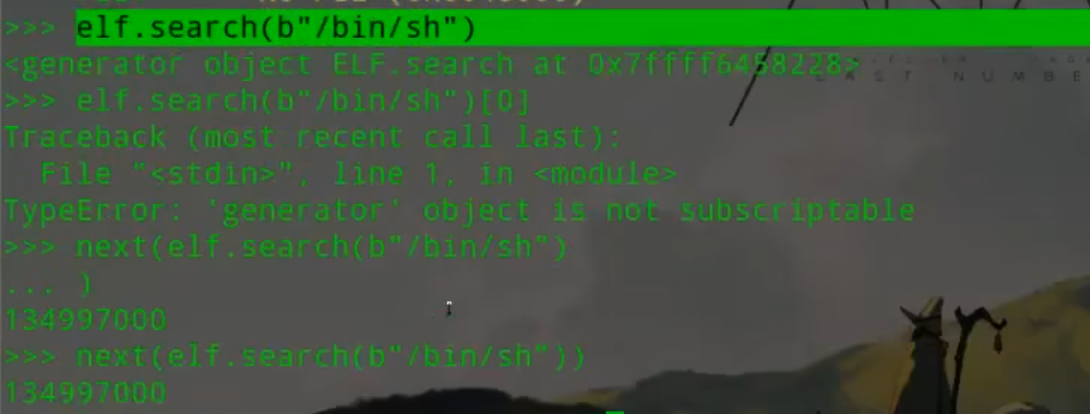 >>> elf.search(b"/bin/sh")
<generator object ELF.search at 0x7ffff6458228>
LAST NUMBE
>>> elf.search(b"/bin/sh")[0]
Traceback (most recent call last):
  File "<stdin>", line 1, in <module>
TypeError: 'generator' object is not subscriptable
>>> next(elf.search(b"/bin/sh")
... )
134997000
>>> next(elf.search(b"/bin/sh"))
134997000